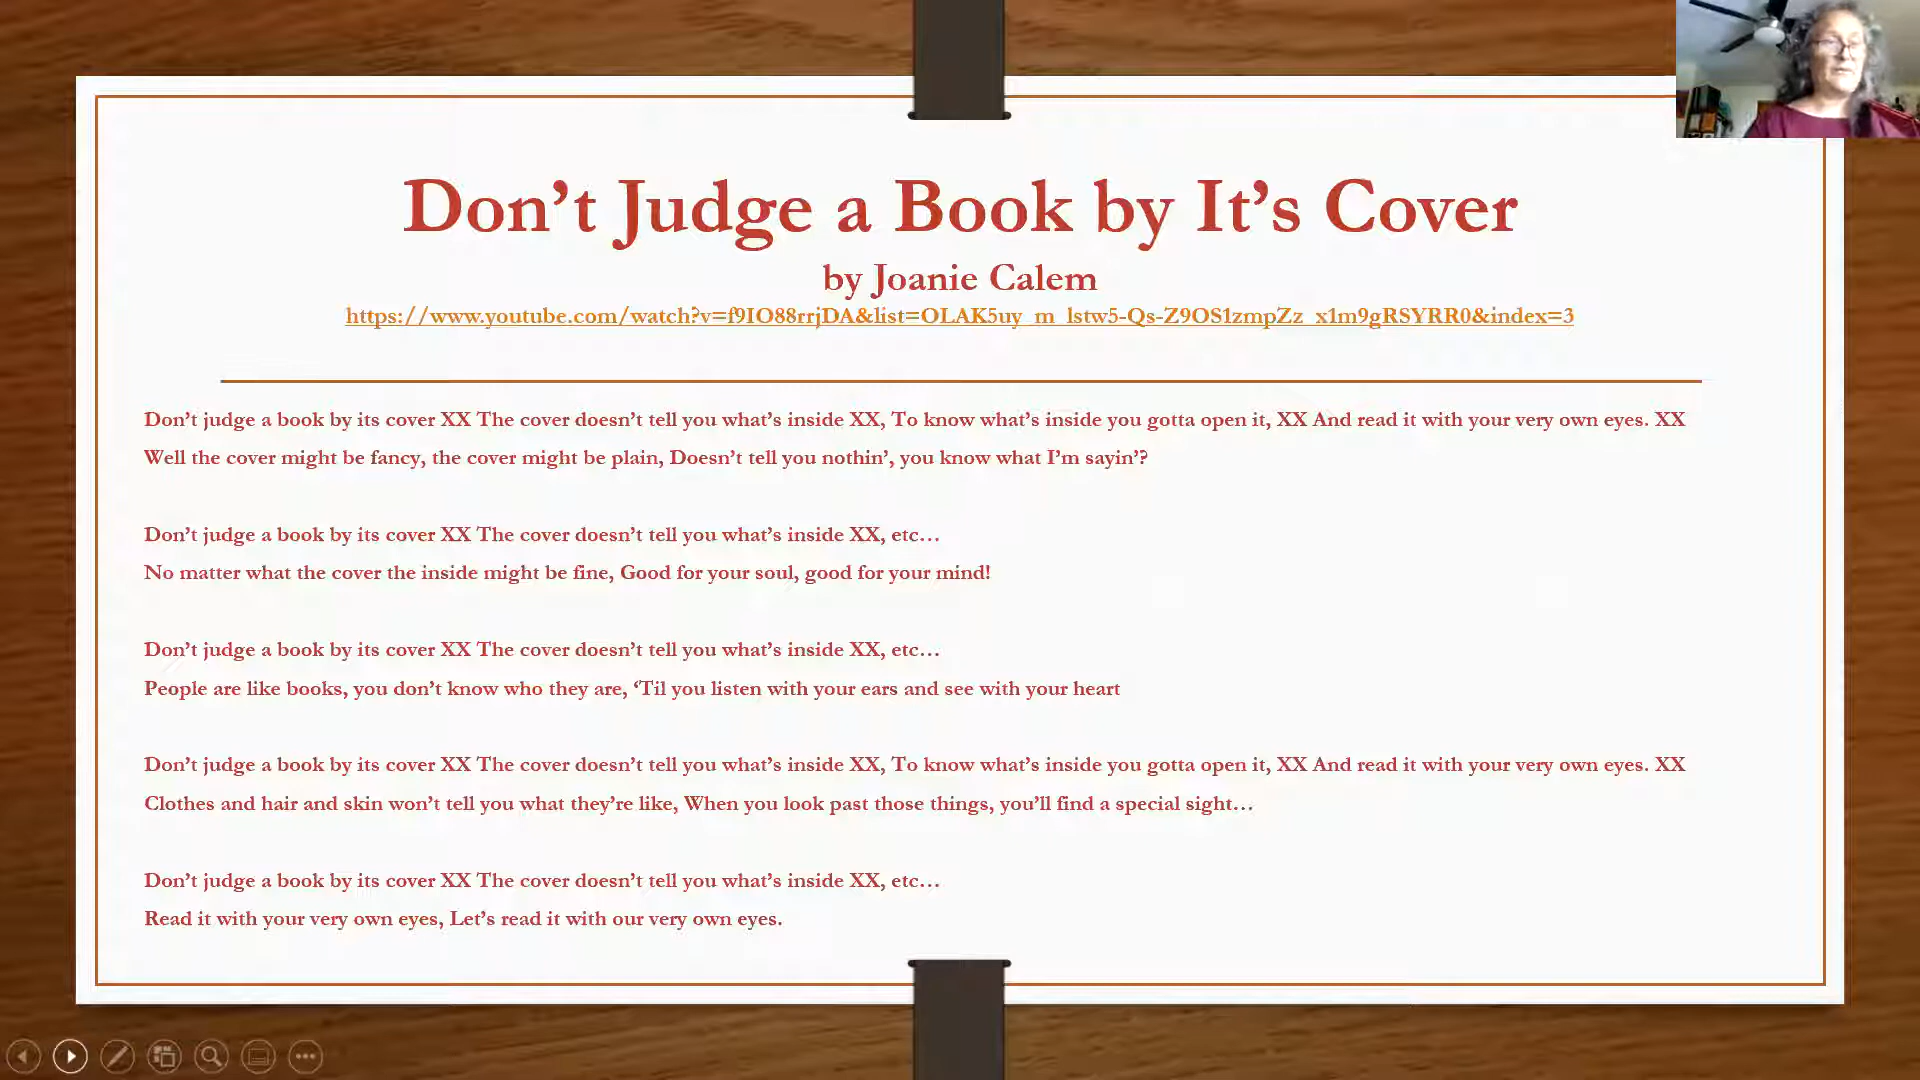 Don’t Judge a Book by It’s Cover
by Joanie Calem
https://www.youtube.com/watch?v=f9IO88rrjDA&list=OLAK5uy_m_lstw5-Qs-Z9OS1zmpZz_x1m9gRSYRR0&index=3
Don’t judge a book by its cover XX The cover doesn’t tell you what’s inside XX, To know what’s inside you gotta open it, XX And read it with your very own eyes. XX
Well the cover might be fancy, the cover might be plain, Doesn’t tell you nothin’, you know what I’m sayin’?
Don’t judge a book by its cover XX The cover doesn’t tell you what’s inside XX, etc…
No matter what the cover the inside might be fine, Good for your soul, good for your mind!
Don’t judge a book by its cover XX The cover doesn’t tell you what’s inside XX, etc…
People are like books, you don’t know who they are, ‘Til you listen with your ears and see with your heart
Don’t judge a book by its cover XX The cover doesn’t tell you what’s inside XX, To know what’s inside you gotta open it, XX And read it with your very own eyes. XX
Clothes and hair and skin won’t tell you what they’re like, When you look past those things, you’ll find a special sight…
Don’t judge a book by its cover XX The cover doesn’t tell you what’s inside XX, etc…
Read it with your very own eyes, Let’s read it with our very own eyes.